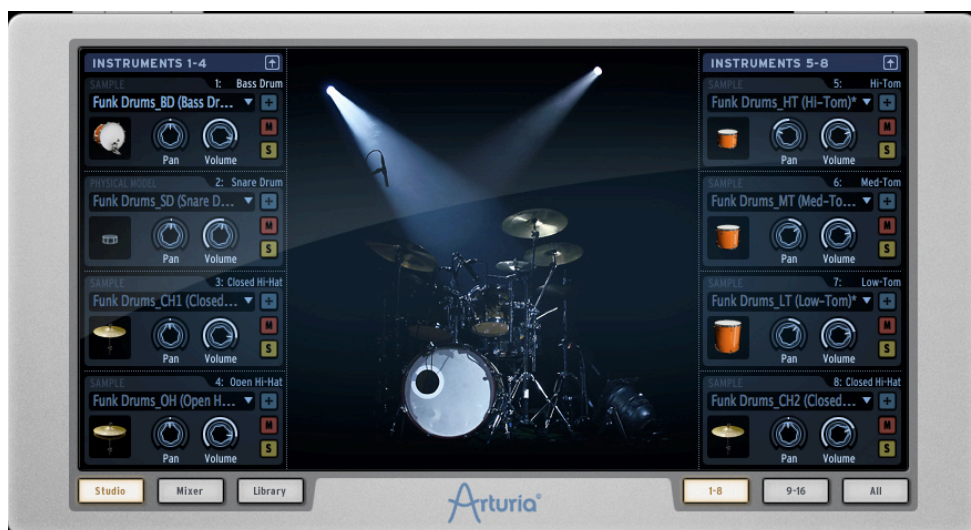 INSTRUMENTS 1-4
SAMPLE 1: Bass Drum
Funk Drums_BD (Bass Dr...
M
S
Pan Volume
PHYSICAL MODEL 2: Snare Drum
Funk Drums_SD (Snare D...
M
S
Pan Volume
SAMPLE 3: Closed Hi-Hat
Funk Drums_CH1 (Closed...
M
S
Pan Volume
SAMPLE 4: Open Hi-Hat
Funk Drums_OH (Open H...
M
S
Pan Volume
INSTRUMENTS 5-8
SAMPLE 5: Hi-Tom
Funk Drums_HT (Hi-Tom)*
M
S
Pan Volume
SAMPLE 6: Med-Tom
Funk Drums_MT (Med-To...
M
S
Pan Volume
SAMPLE 7: Low-Tom
Funk Drums_LT (Low-Tom)*
M
S
Pan Volume
SAMPLE 8: Closed Hi-Hat
Funk Drums_CH2 (Closed...
M
S
Pan Volume
Studio Mixer Library
Arturia®
1-8 9-16 All